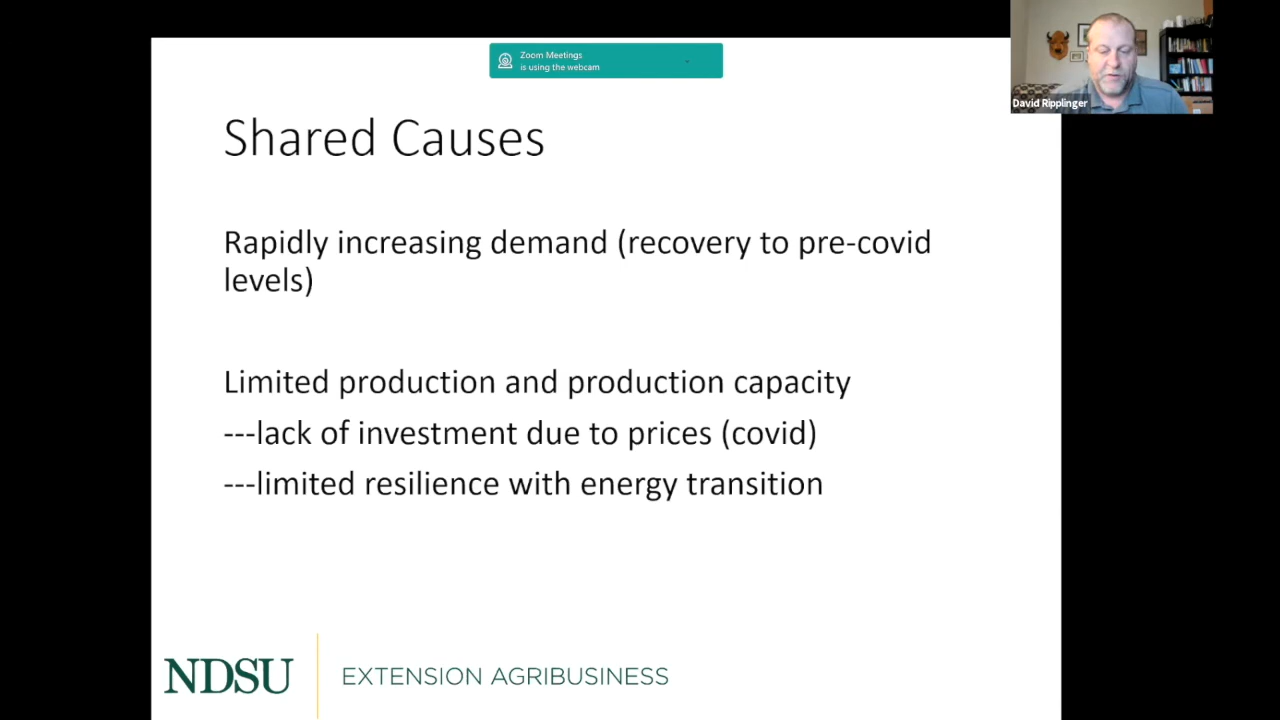 Zoom Meetings
is using the webcam
David Ripplinger
Shared Causes
Rapidly increasing demand (recovery to pre-covid
levels)
Limited production and production capacity
---lack of investment due to prices (covid)
---limited resilience with energy transition
NDSU
EXTENSION AGRIBUSINESS